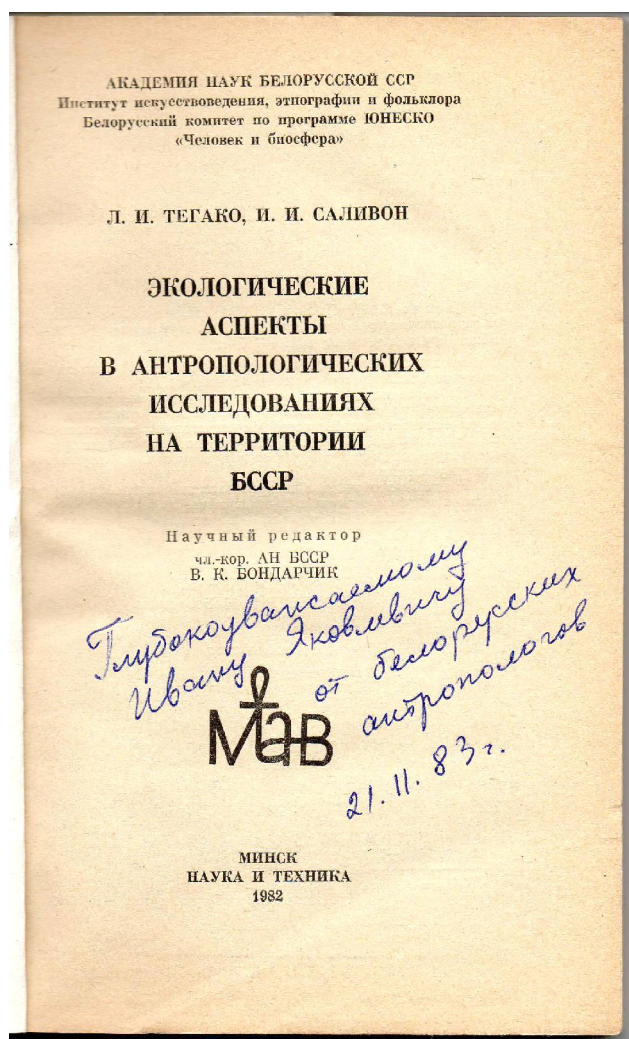 АКАДЕМИЯ НАУК БЕЛОРУССКОЙ ССР
Институт искусствоведения, этнографии и фольклора
Белорусский комитет по программе ЮНЕСКО
«Человек и биосфера»
Л. И. ТЕГАКО, И. И. САЛИВОН
ЭКОЛОГИЧЕСКИЕ
АСПЕКТЫ
В АНТРОПОЛОГИЧЕСКИХ
ИССЛЕДОВАНИЯХ
НА ТЕРРИТОРИИ
БССР
Научный редактор
чл.-кор. АН БССР
В. К. БОНДАРЧИК
Глубокоуважаемому
Ивану Яковлевичу
от белорусских
антропологов
21.II.83 г.
МаВ
МИНСК
НАУКА И ТЕХНИКА
1982